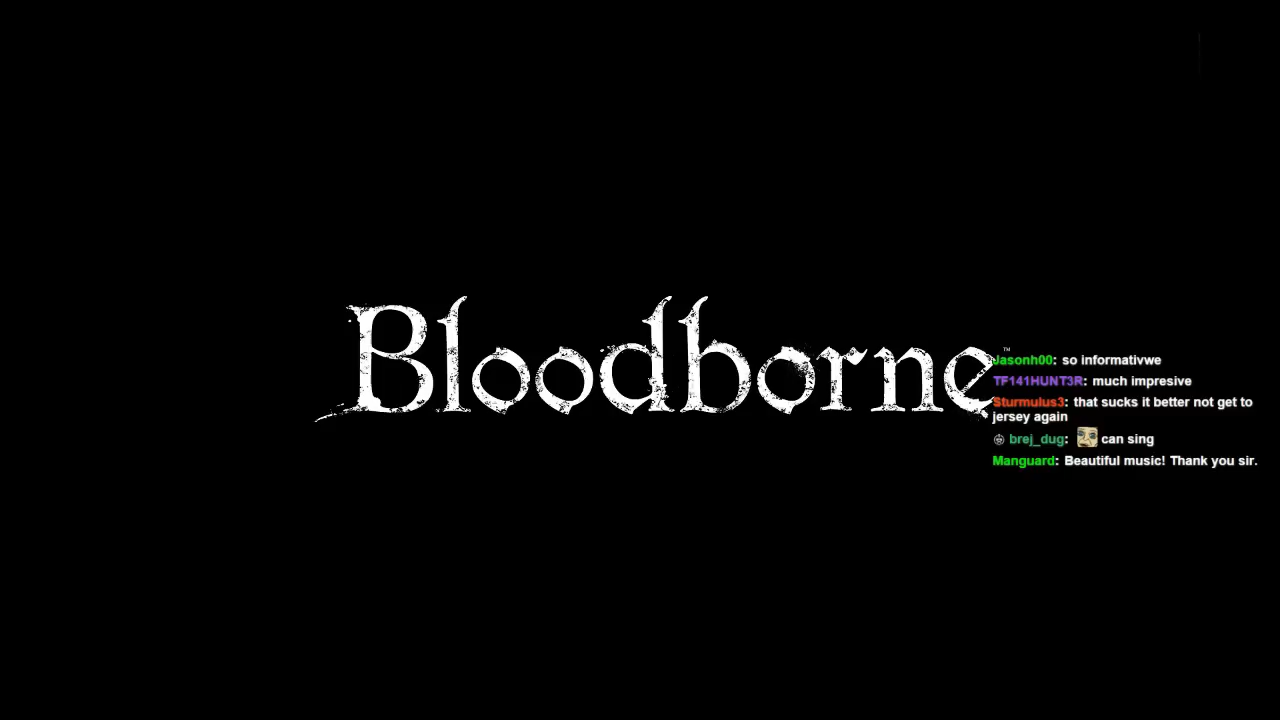 Bloodborne™
Jasonh00: so informativwe
TF141HUNT3R: much impresive
Sturmulus3: that sucks it better not get to
jersey again
brej_dug: can sing
Manguard: Beautiful music! Thank you sir.